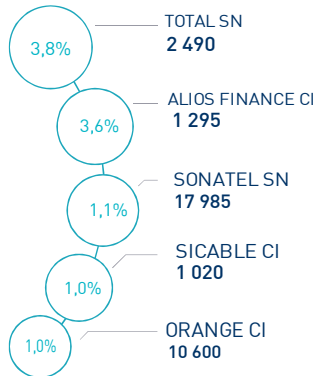 3,8%
TOTAL SN
2 490
3,6%
ALIOS FINANCE CI
1 295
1,1%
SONATEL SN
17 985
1,0%
SICABLE CI
1 020
1,0%
ORANGE CI
10 600